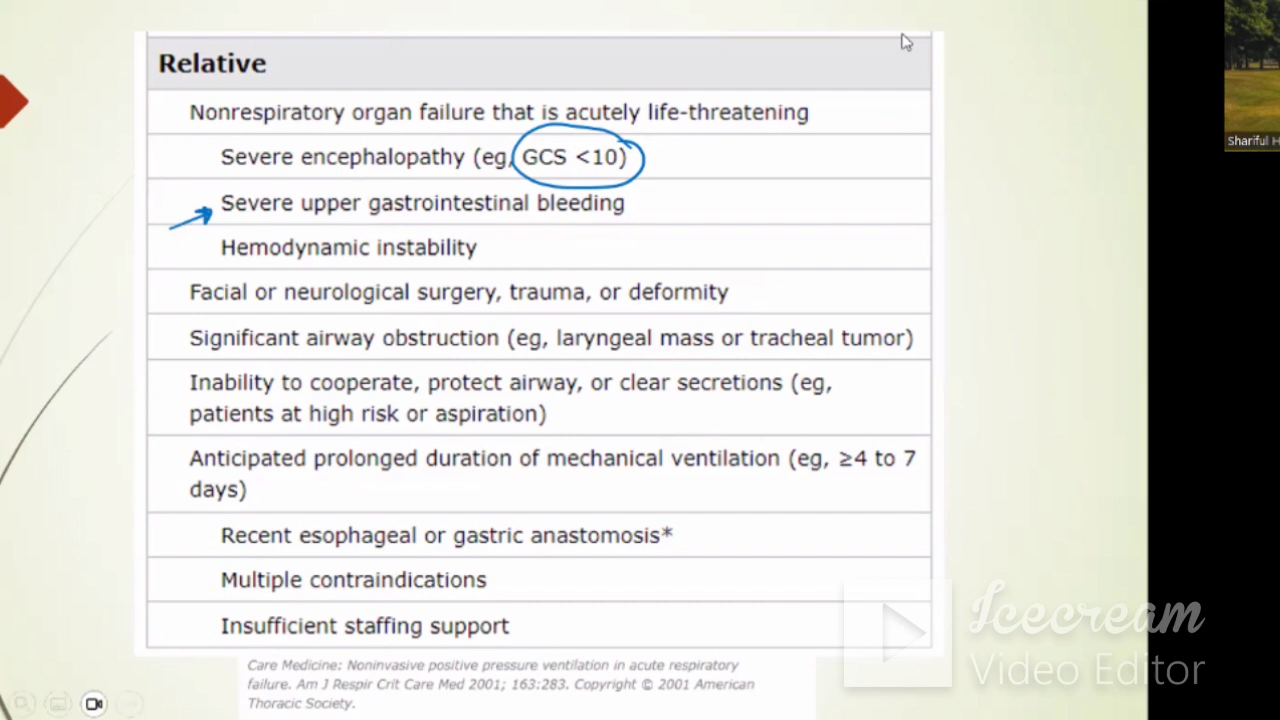 Relative
Nonrespiratory organ failure that is acutely life-threatening
Severe encephalopathy (eg, GCS <10)
Severe upper gastrointestinal bleeding
Hemodynamic instability
Facial or neurological surgery, trauma, or deformity
Significant airway obstruction (eg, laryngeal mass or tracheal tumor)
Inability to cooperate, protect airway, or clear secretions (eg,
patients at high risk or aspiration)
Anticipated prolonged duration of mechanical ventilation (eg, ≥4 to 7
days)
Recent esophageal or gastric anastomosis*
Multiple contraindications
Insufficient staffing support
Care Medicine: Noninvasive positive pressure ventilation in acute respiratory
failure. Am J Respir Crit Care Med 2001; 163:283. Copyright © 2001 American
Thoracic Society.
Shariful H
Icecream
Video Editor